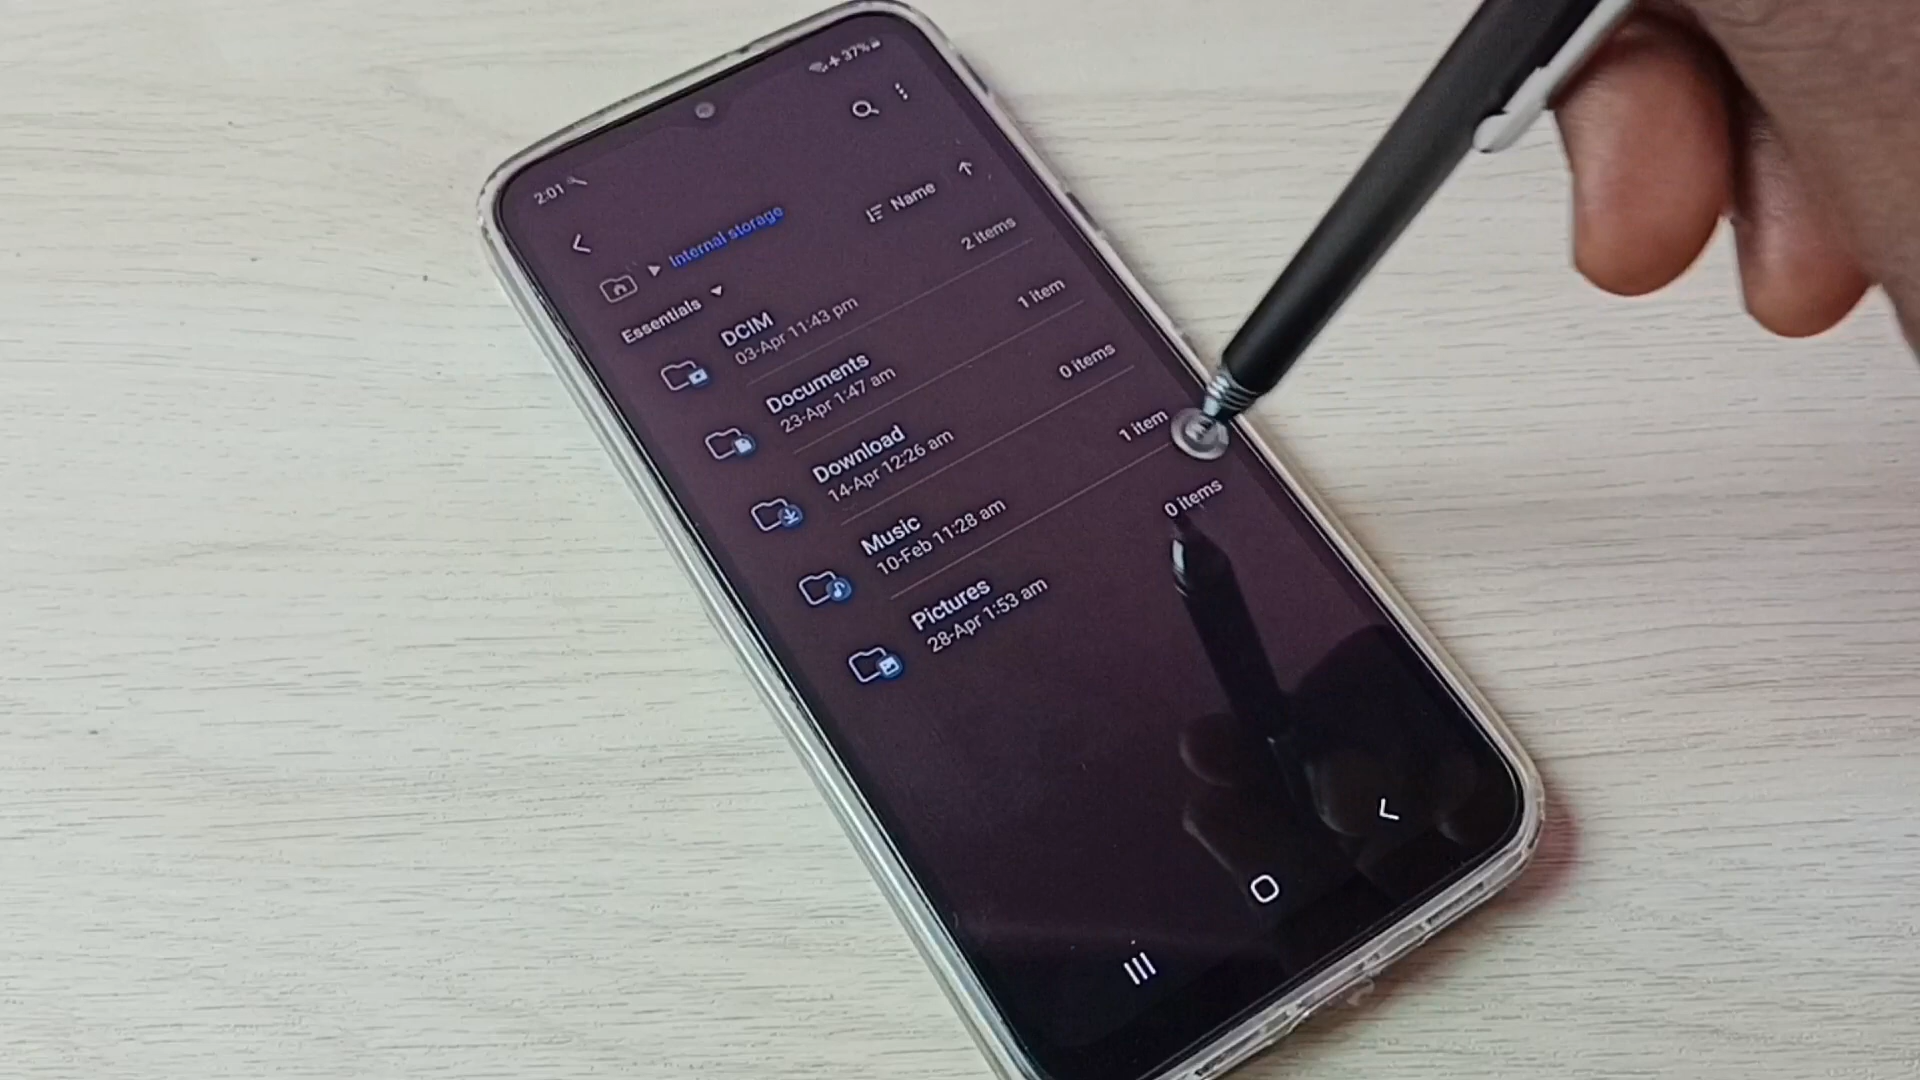 2:01
37%
Internal storage
Essentials
Name
DCIM
03-Apr 11:43 pm
2 items
Documents
23-Apr 1:47 am
1 item
Download
14-Apr 12:26 am
0 items
Music
10-Feb 11:28 am
1 item
Pictures
28-Apr 1:53 am
0 items